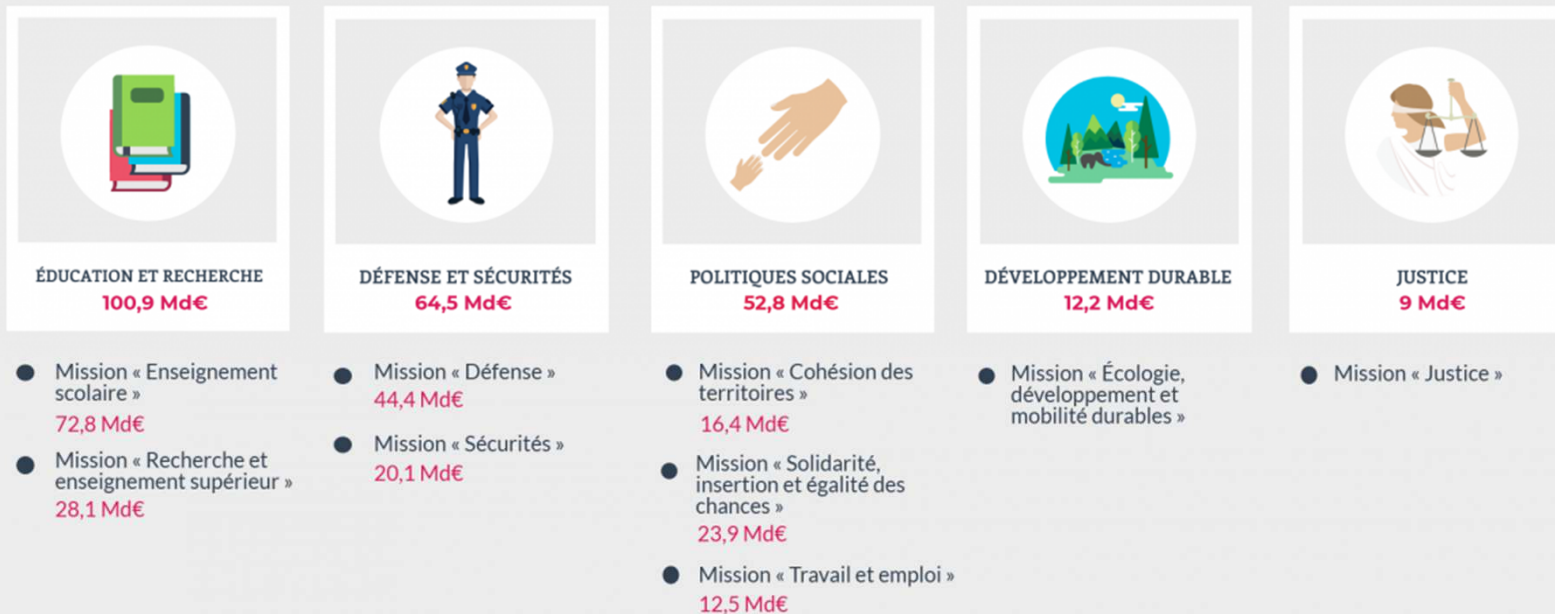 ÉDUCATION ET RECHERCHE
100,9 Md€
Mission « Enseignement
scolaire »
72,8 Md€
Mission « Recherche et
enseignement supérieur »
28,1 Md€
DÉFENSE ET SÉCURITÉS
64,5 Md€
Mission « Défense »
44,4 Md€
Mission « Sécurités »
20,1 Md€
POLITIQUES SOCIALES
52,8 Md€
Mission « Cohésion des
territoires »
16,4 Md€
Mission « Solidarité,
insertion et égalité des
chances »
23,9 Md€
Mission « Travail et emploi »
12,5 Md€
DÉVELOPPEMENT DURABLE
12,2 Md€
Mission « Écologie,
développement et
mobilité durables »
JUSTICE
9 Md€
Mission « Justice »